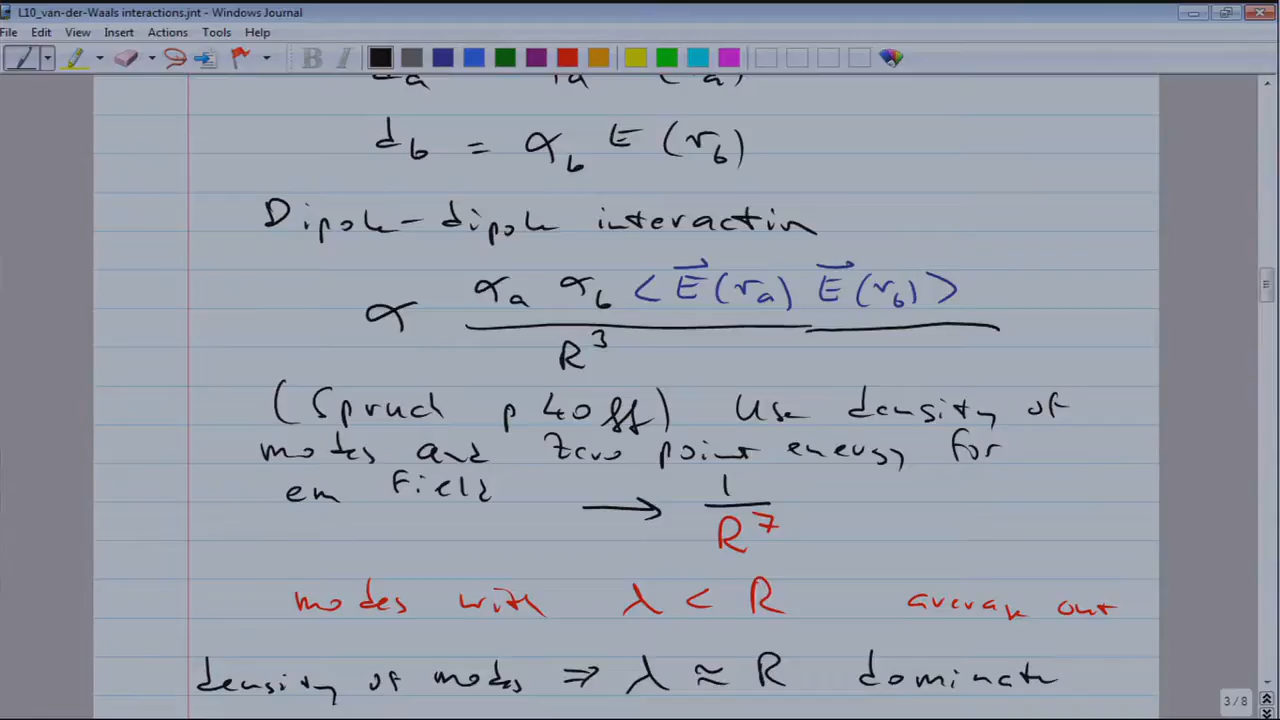 L10_van-der-Waals interactions.jnt - Windows Journal
File Edit View Insert Actions Tools Help
B I
d_b = α_b E (r_b)
Dipole-dipole interaction
∝ α_a α_b <E⃗(r_a) E⃗(r_b)>
R^3
(Spruch p 40 ff) Use density of
modes and zero point energy for
em field → 1
R^7
modes with λ < R average out
density of modes ⇒ λ ≈ R dominate
3/8